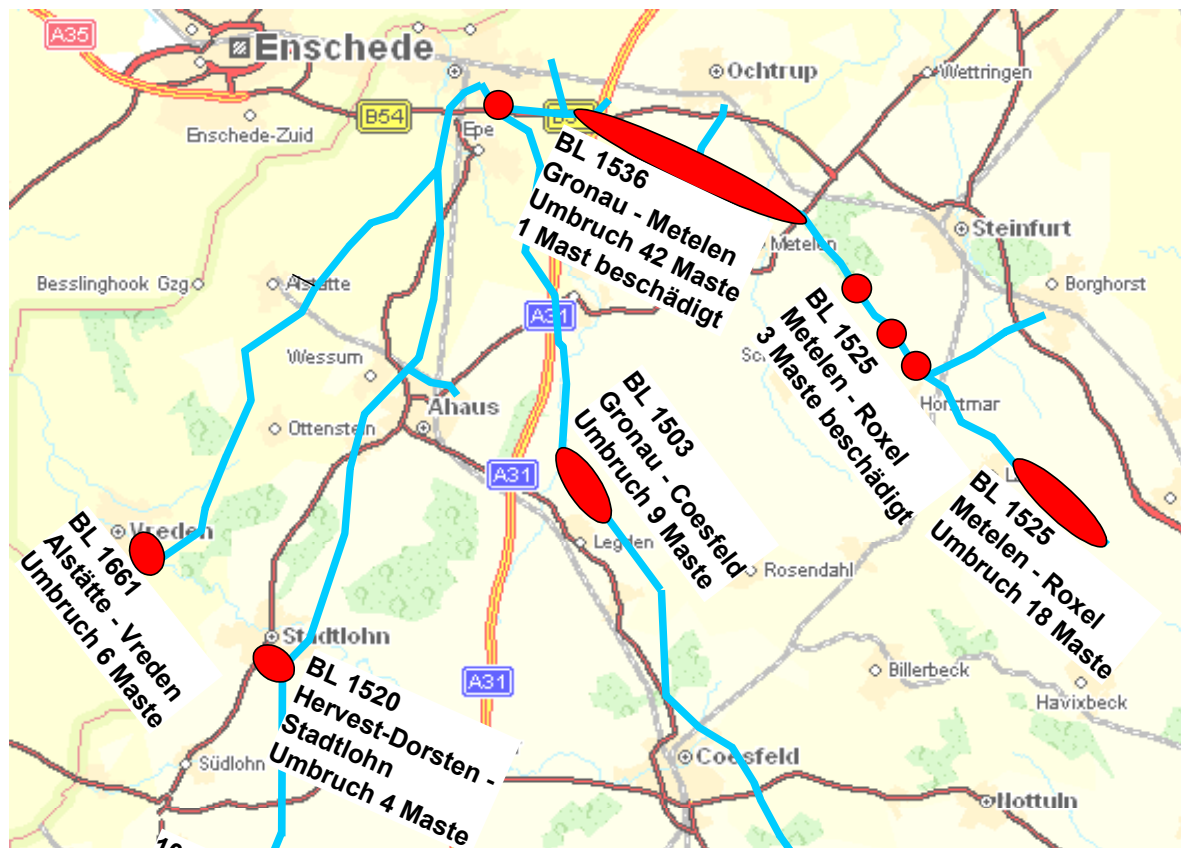 A35
Enschede
Ochtrup
Wettringen
B54
Enschede-Zuid
Epe
BL 1536
Gronau - Metelen
Umbruch 42 Maste
1 Mast beschädigt
Steinfurt
Metelen
Besslinghook Gzg
Alstätte
Borghorst
A31
BL 1525
Metelen - Roxel
3 Maste beschädigt
Wessum
Ahaus
Horstmar
Ottenstein
BL 1503
Gronau - Coesfeld
Umbruch 9 Maste
A31
BL 1525
Metelen - Roxel
Umbruch 18 Maste
Vreden
BL 1661
Alstätte - Vreden
Umbruch 6 Maste
Legden
Rosendahl
Stadtlohn
BL 1520
Hervest-Dorsten -
Stadtlohn
Umbruch 4 Maste
A31
Billerbeck
Havixbeck
Südlohn
Coesfeld
Nottuln